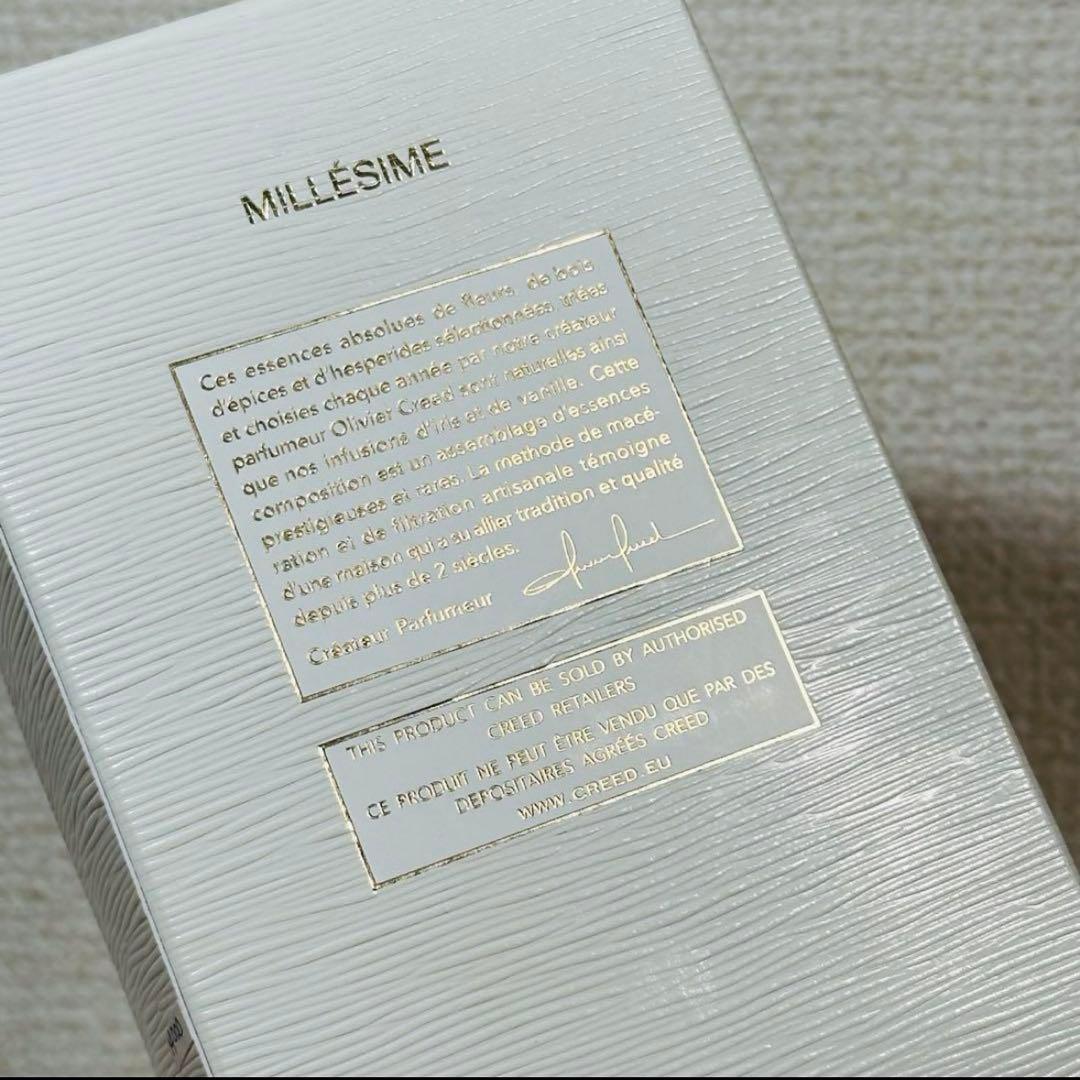 MILLÉSIME
Ces essences absolues de fleurs de bois
d'épices et d'hesperides sélectionnées triées
et choisies chaque année par notre créateur
parfumeur Olivier Creed sont naturelles ainsi
que nos infusions d'iris et de vanille. Cette
composition est un assemblage d'essences
prestigieuses et rares. La methode de macé-
ration et de filtration artisanale témoigne
d'une maison qui a su allier tradition et qualité
depuis plus de 2 siècles.
Créateur Parfumeur
THIS PRODUCT CAN BE SOLD BY AUTHORISED
CREED RETAILERS
CE PRODUIT NE PEUT ÊTRE VENDU QUE PAR DES
DEPOSITAIRES AGRÉÉS CREED
WWW.CREED.EU